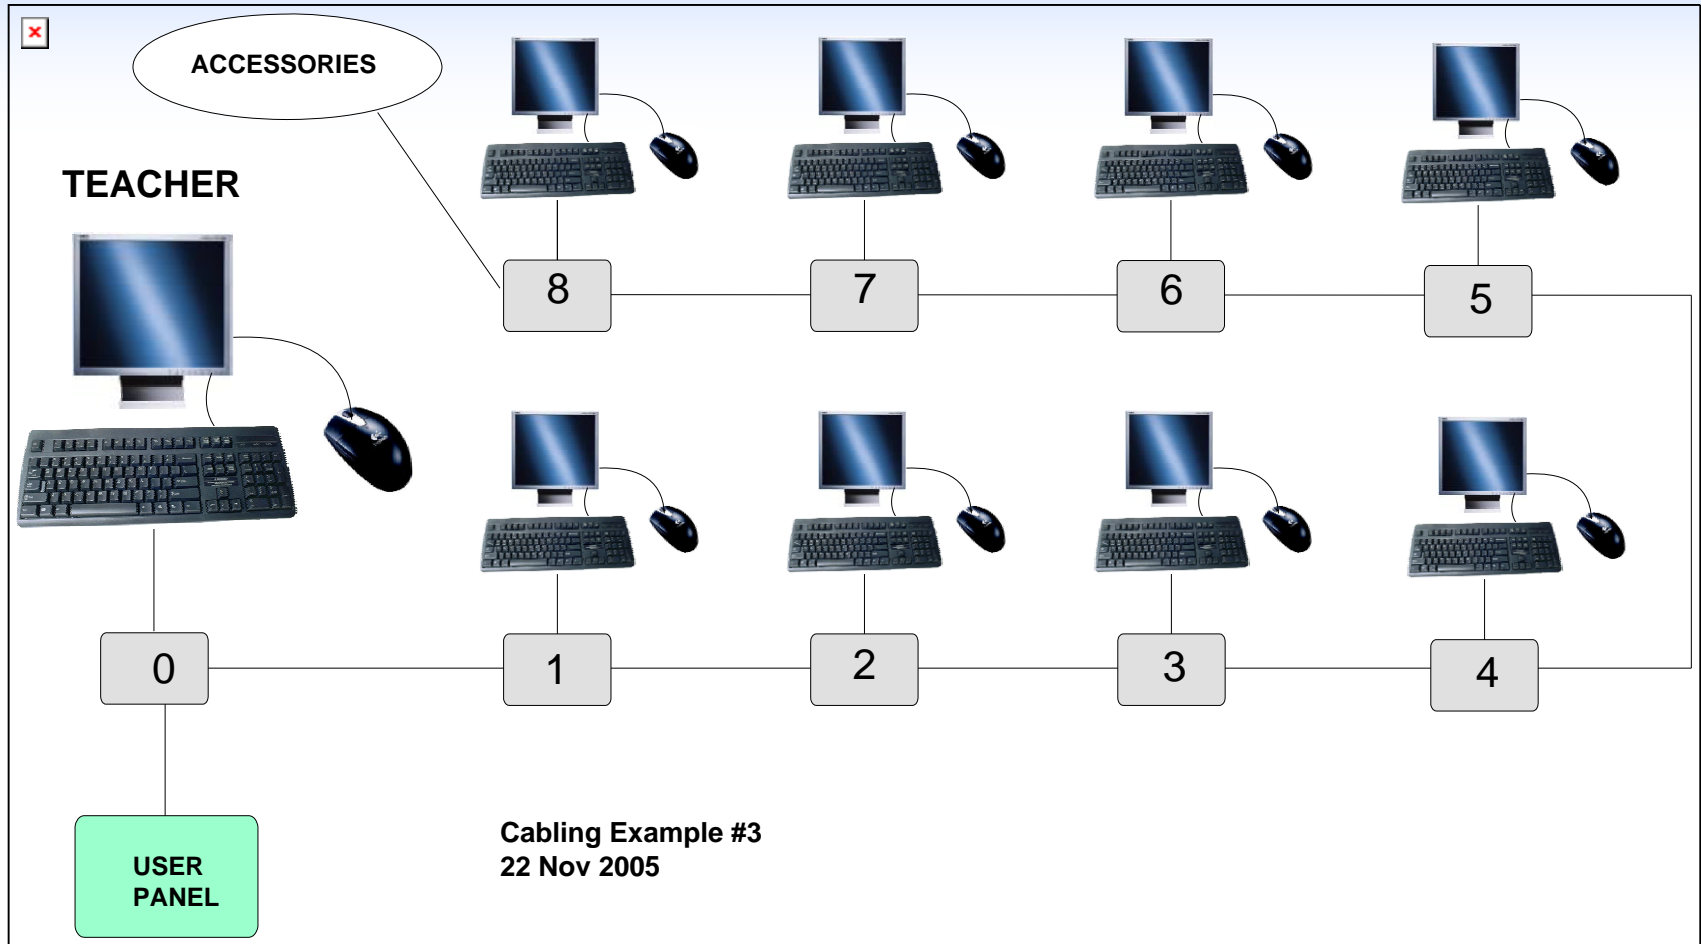 ACCESSORIES
TEACHER
8
7
6
5
0
1
2
3
4
USER
PANEL
Cabling Example #3
22 Nov 2005